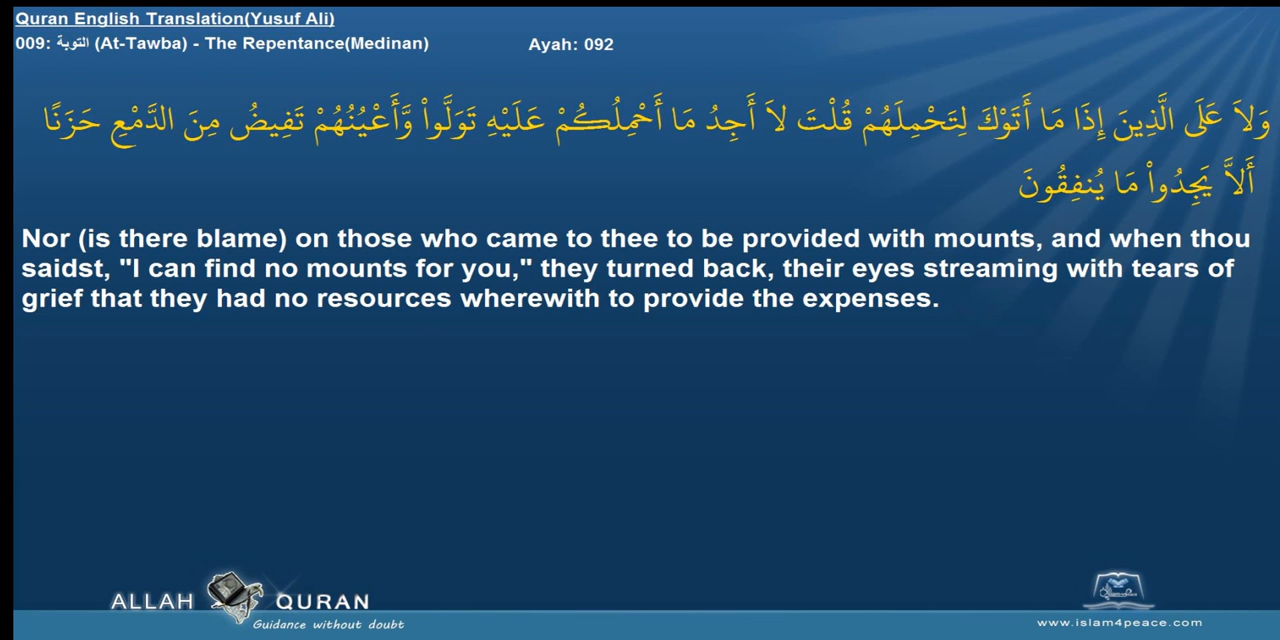 Quran English Translation(Yusuf Ali)
009: التوبة (At-Tawba) - The Repentance(Medinan) Ayah: 092
وَلاَ عَلَى الَّذِينَ إِذَا مَا أَتَوْكَ لِتَحْمِلَهُمْ قُلْتَ لاَ أَجِدُ مَا أَحْمِلُكُمْ عَلَيْهِ تَوَلَّواْ وَّأَعْيُنُهُمْ تَفِيضُ مِنَ الدَّمْعِ حَزَنًا
أَلاَّ يَجِدُواْ مَا يُنفِقُونَ
Nor (is there blame) on those who came to thee to be provided with mounts, and when thou
saidst, "I can find no mounts for you," they turned back, their eyes streaming with tears of
grief that they had no resources wherewith to provide the expenses.
ALLAH QURAN
Guidance without doubt
www.islam4peace.com